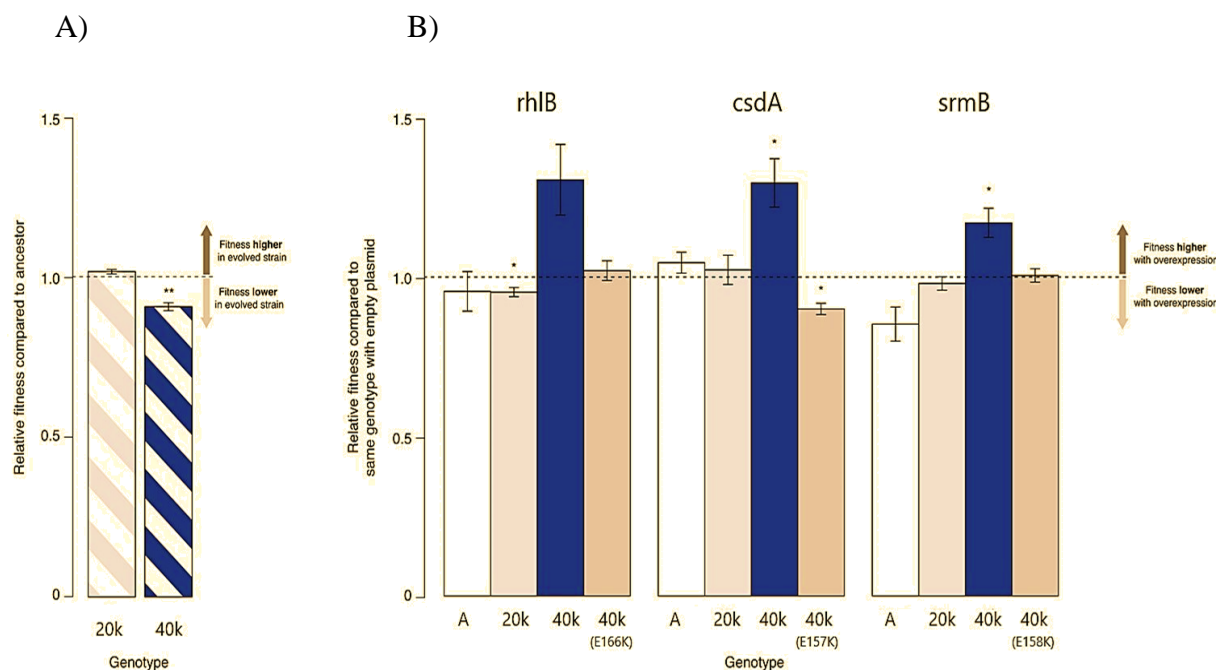 A)
B)
rhlB
csdA
srmB
1.5
1.0
0.5
0
Relative fitness compared to ancestor
**
Fitness higher
in evolved strain
Fitness lower
in evolved strain
20k
40k
Genotype
1.5
1.0
0.5
0
Relative fitness compared to
same genotype with empty plasmid
*
*
*
*
Fitness higher
with overexpression
Fitness lower
with overexpression
A
20k
40k
40k
(E166K)
A
20k
40k
40k
(E157K)
A
20k
40k
40k
(E158K)
Genotype